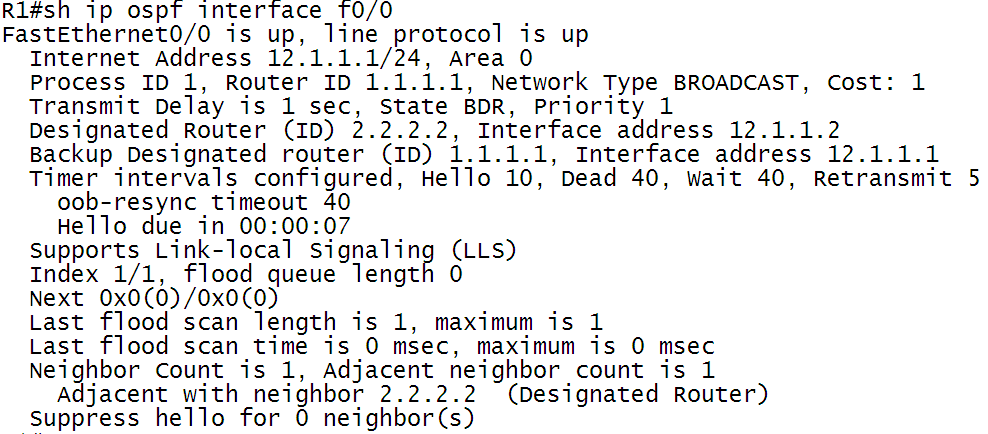 R1#sh ip ospf interface f0/0
FastEthernet0/0 is up, line protocol is up
Internet Address 12.1.1.1/24, Area 0
Process ID 1, Router ID 1.1.1.1, Network Type BROADCAST, Cost: 1
Transmit Delay is 1 sec, State BDR, Priority 1
Designated Router (ID) 2.2.2.2, Interface address 12.1.1.2
Backup Designated router (ID) 1.1.1.1, Interface address 12.1.1.1
Timer intervals configured, Hello 10, Dead 40, Wait 40, Retransmit 5
oob-resync timeout 40
Hello due in 00:00:07
Supports Link-local Signaling (LLS)
Index 1/1, flood queue length 0
Next 0x0(0)/0x0(0)
Last flood scan length is 1, maximum is 1
Last flood scan time is 0 msec, maximum is 0 msec
Neighbor Count is 1, Adjacent neighbor count is 1
Adjacent with neighbor 2.2.2.2  (Designated Router)
Suppress hello for 0 neighbor(s)